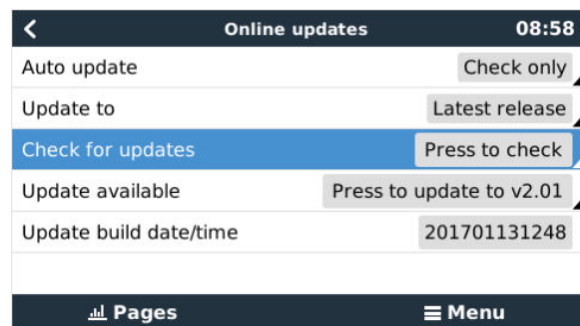 Online updates 08:58
Auto update Check only
Update to Latest release
Check for updates Press to check
Update available Press to update to v2.01
Update build date/time 201701131248
Pages Menu